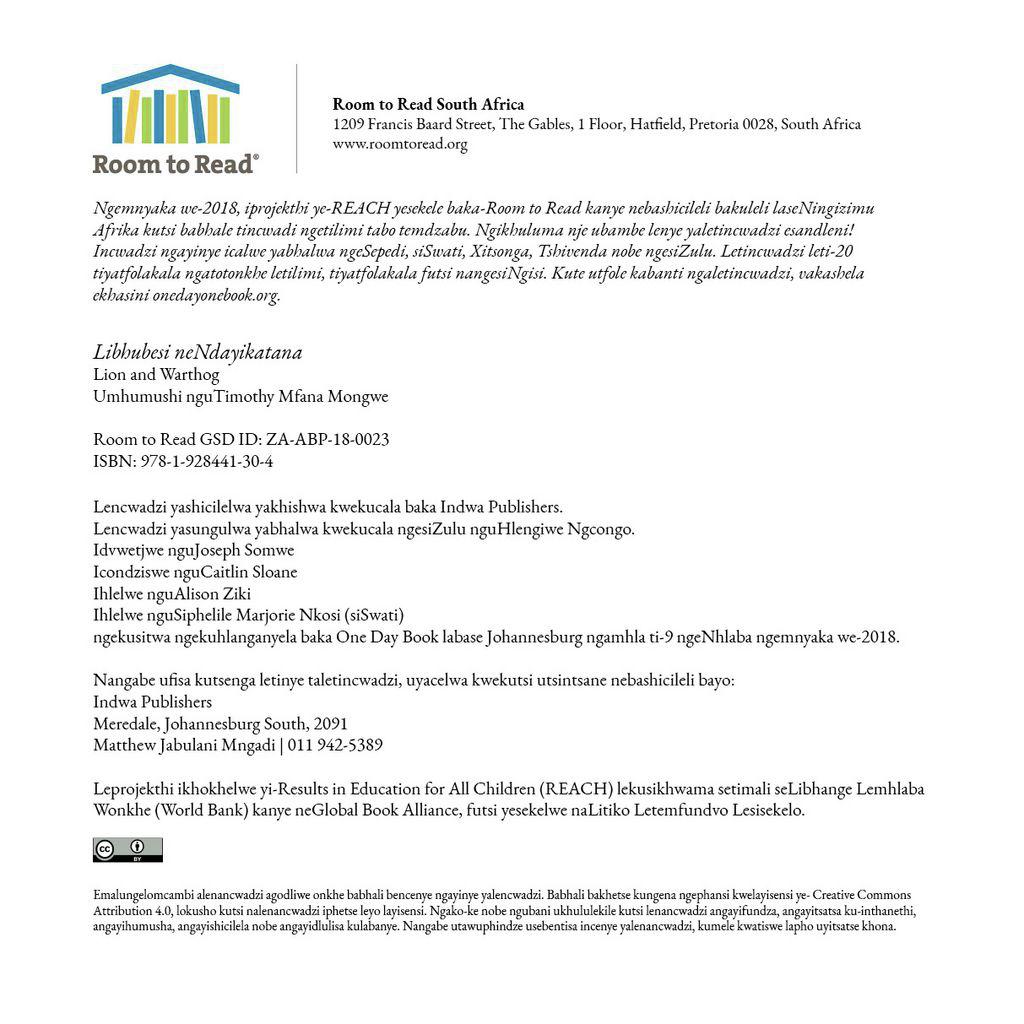 Room to Read®
Room to Read South Africa
1209 Francis Baard Street, The Gables, 1 Floor, Hatfield, Pretoria 0028, South Africa
www.roomtoread.org
Ngemnyaka we-2018, iprojekthi ye-REACH yesekele baka-Room to Read kanye nebashicileli bakuleli laseNingizimu
Afrika kutsi babhale tincwadi ngetilimi tabo temdzabu. Ngikhuluma nje ubambe lenye yaletincwadzi esandleni!
Incwadzi ngayinye icalwe yabhalwa ngeSepedi, siSwati, Xitsonga, Tshivenda nobe ngesiZulu. Letincwadzi leti-20
tiyatfolakala ngatotonkhe letilimi, tiyatfolakala futsi nangesiNgisi. Kute utfole kabanti ngaletincwadzi, vakashela
ekhasini onedayonebook.org.
Libhubesi neNdayikatana
Lion and Warthog
Umhumushi nguTimothy Mfana Mongwe
Room to Read GSD ID: ZA-ABP-18-0023
ISBN: 978-1-928441-30-4
Lencwadzi yashicilelwa yakhishwa kwekucala baka Indwa Publishers.
Lencwadzi yasungulwa yabhalwa kwekucala ngesiZulu nguHlengiwe Ngcongo.
Idvwetjwe nguJoseph Somwe
Icondziswe nguCaitlin Sloane
Ihlelwe nguAlison Ziki
Ihlelwe nguSiphelile Marjorie Nkosi (siSwati)
ngekusitwa ngekuhlanganyela baka One Day Book labase Johannesburg ngamhla ti-9 ngeNhlaba ngemnyaka we-2018.
Nangabe ufisa kutsenga letinye taletincwadzi, uyacelwa kwekutsi utsintsane nebashicileli bayo:
Indwa Publishers
Meredale, Johannesburg South, 2091
Matthew Jabulani Mngadi | 011 942-5389
Leprojekthi ikhokhelwe yi-Results in Education for All Children (REACH) lekusikhwama setimali seLibhange Lemhlaba
Wonkhe (World Bank) kanye neGlobal Book Alliance, futsi yesekelwe naLitiko Letemfundvo Lesisekelo.
cc BY
Emalungelomcambi alenancwadzi agodliwe onkhe babhali bencenye ngayinye yalencwadzi. Babhali bakhetse kungena ngephansi kwelayisensi ye- Creative Commons
Attribution 4.0, lokusho kutsi nalenancwadzi iphetse leyo layisensi. Ngako-ke nobe ngubani ukhululekile kutsi lenancwadzi angayifundza, angayitsatsa ku-inthanethi,
angayihumusha, angayishicilela nobe angayidlulisa kulabanye. Nangabe utawuphindze usebentisa incenye yalenancwadzi, kumele kwatiswe lapho uyitsatse khona.